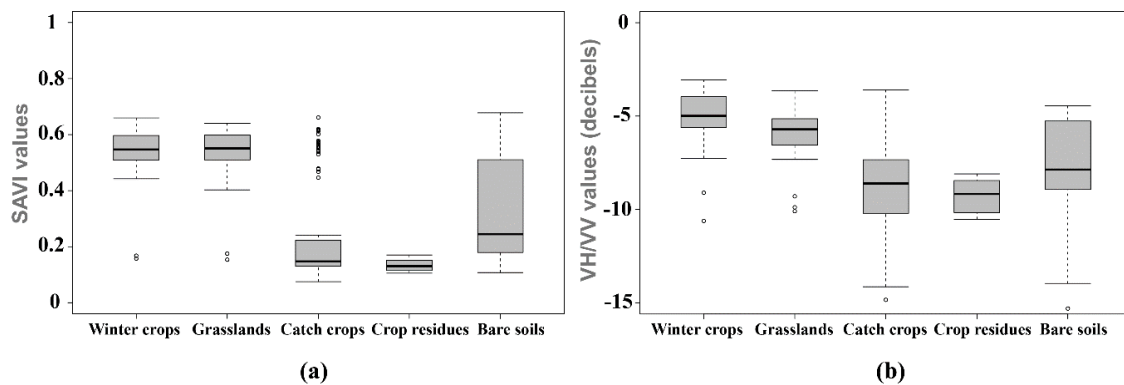 SAVI values
1
0.8
0.6
0.4
0.2
0
Winter crops Grasslands Catch crops Crop residues Bare soils
(a)
VH/VV values (decibels)
0
-5
-10
-15
Winter crops Grasslands Catch crops Crop residues Bare soils
(b)